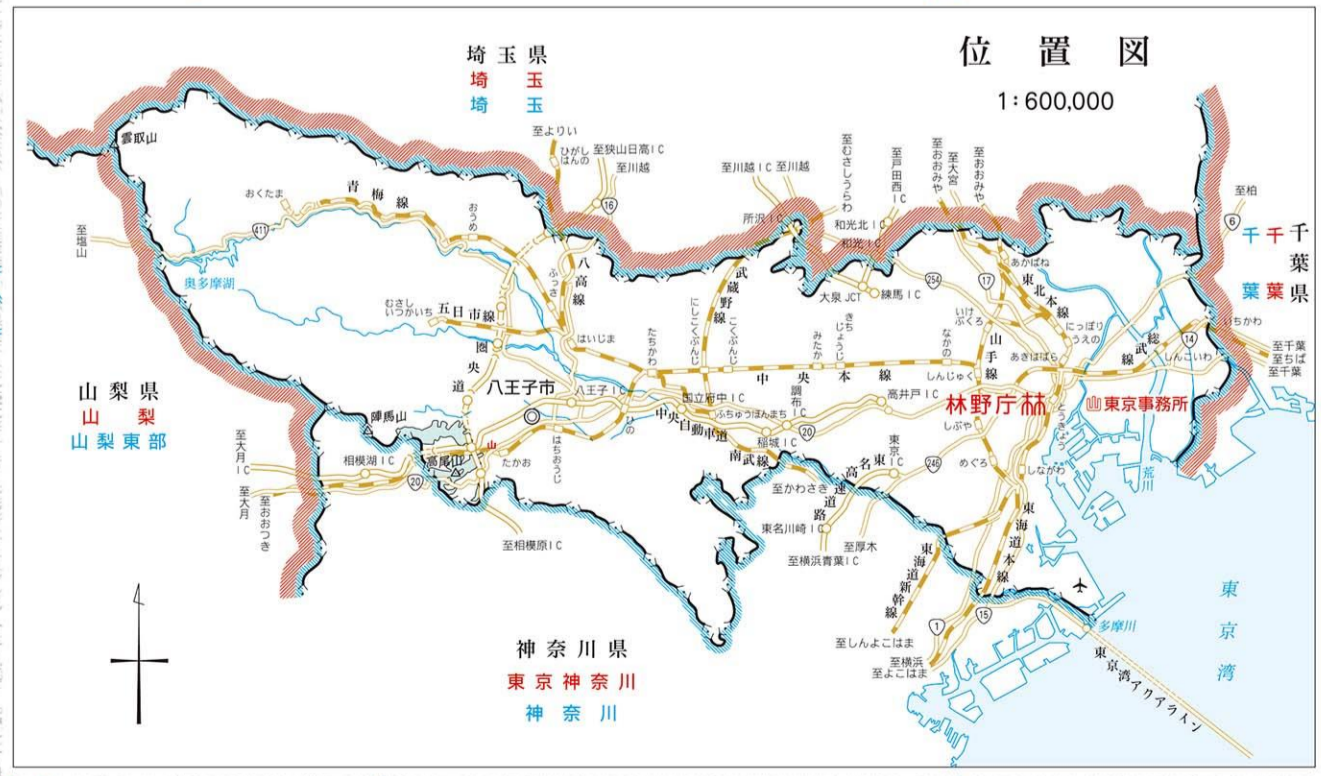 位置図
1:600,000
埼玉県
埼玉
埼玉
千葉県
千葉
千葉
山梨県
山梨
山梨東部
神奈川県
東京神奈川
神奈川
雲取山
至塩山
おくたま
青梅線
411
奥多摩湖
おうめ
至よりい
ひがしはんの
至狭山日高IC
至川越
16
八高線
ふっさ
むさしいつかいち
五日市線
圏央道
はいじま
至川越IC
至川越
所沢IC
至むさしうらわ
至戸田西IC
和光北IC
和光IC
至おおみや
至大宮
至おおみや
大泉JCT
練馬IC
254
17
あかばね
東北本線
至柏
6
武蔵野線
にしこくぶんじ
こくぶんじ
たちかわ
みたか
きちじょうじ
なかの
いけぶくろ
山手線
にっぽり
うえの
あきはばら
総武線
しんこいわ
いちかわ
14
至千葉
至ちば
至千葉
中央本線
しんじゅく
八王子市
八王子IC
国立府中IC
ふちゅうほんまち
調布IC
高井戸IC
林野庁林
山東京事務所
とうきょう
中央自動車道
ひの
はちおうじ
陣馬山
高尾山
山
たかお
相模湖IC
20
至大月IC
至大月
至おおつき
稲城IC
20
南武線
至かわさき
東京IC
246
しぶや
めぐろ
しながわ
荒川
東名高速道路
東名川崎IC
至厚木
至横浜青葉IC
至相模原IC
東海道新幹線
東海道本線
至しんよこはま
1
15
至横浜
至よこはま
多摩川
東京湾
東京湾アクアライン